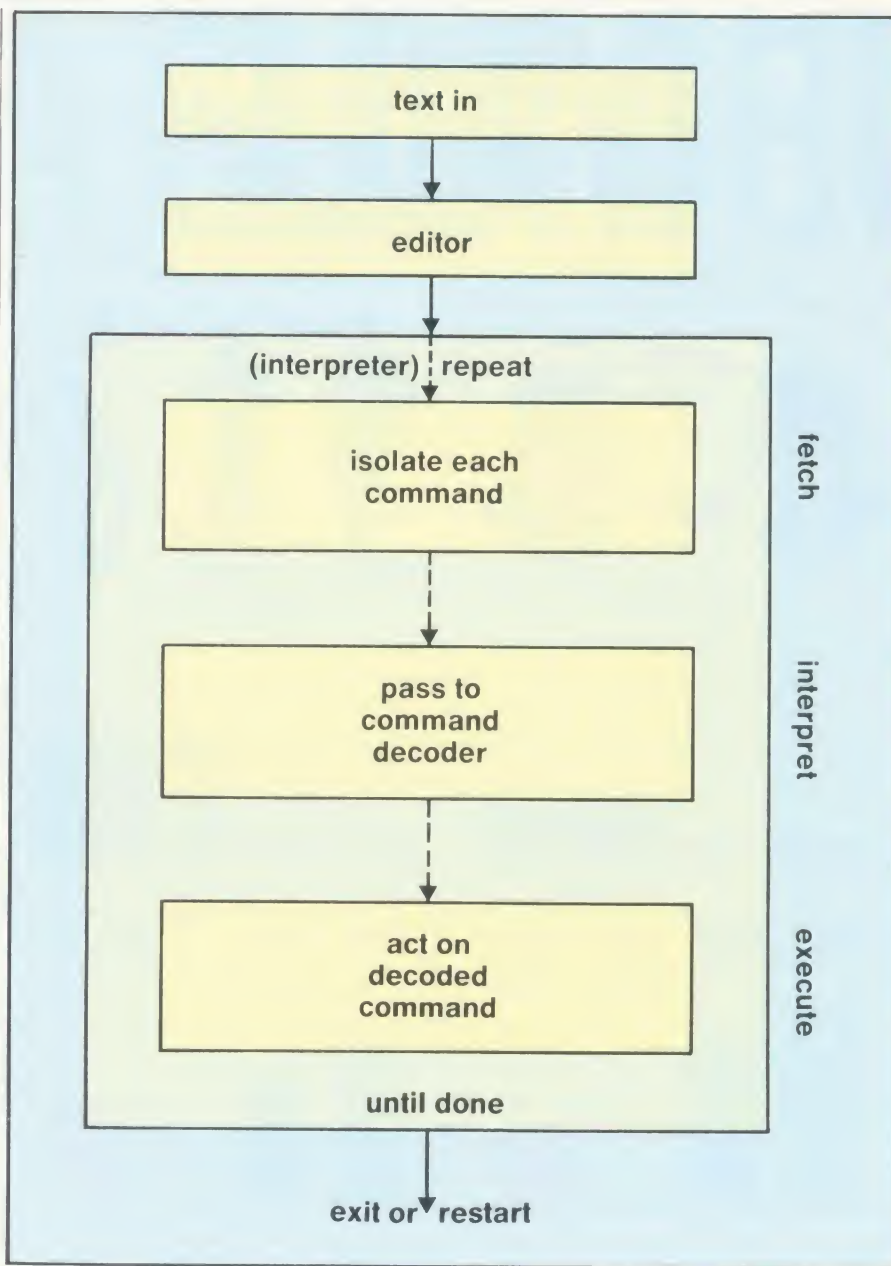 text in
editor
(interpreter) repeat
isolate each
command
fetch
pass to
command
decoder
interpret
act on
decoded
command
execute
until done
exit or restart